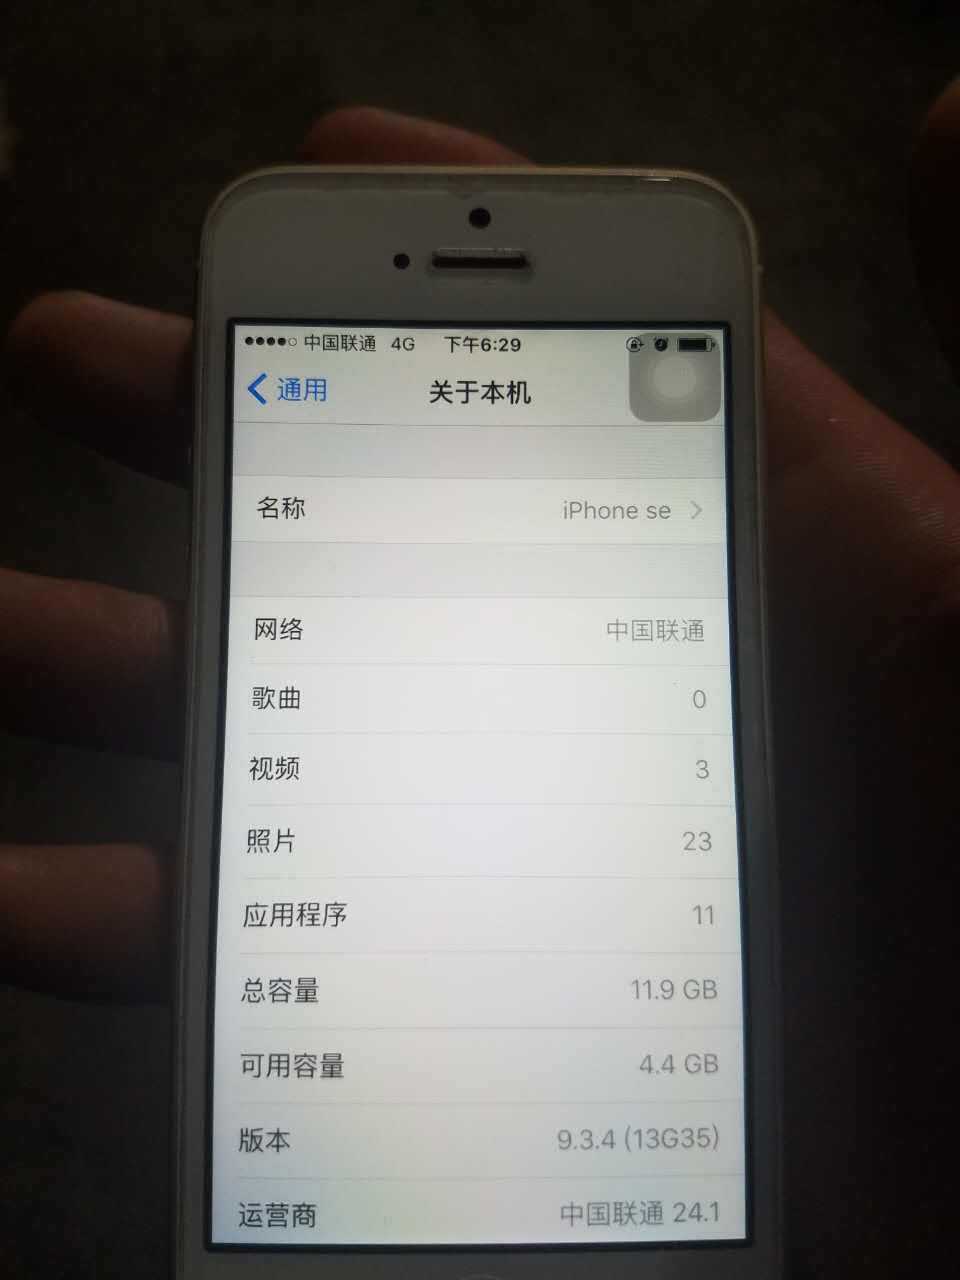 中国联通 4G 下午6:29
通用 关于本机
名称 iPhone se
网络 中国联通
歌曲 0
视频 3
照片 23
应用程序 11
总容量 11.9 GB
可用容量 4.4 GB
版本 9.3.4 (13G35)
运营商 中国联通 24.1